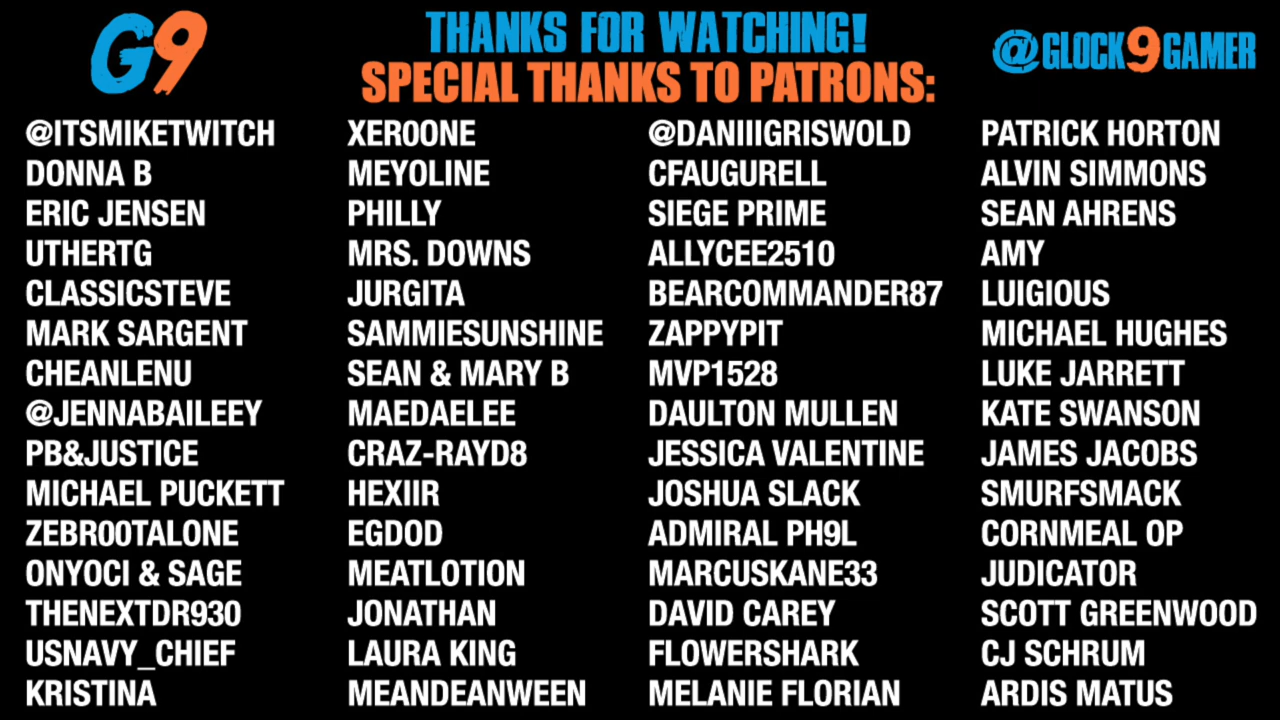 G9
THANKS FOR WATCHING!
SPECIAL THANKS TO PATRONS:
@GLOCK9GAMER
@ITSMIKETWITCH
DONNA B
ERIC JENSEN
UTHERTG
CLASSICSTEVE
MARK SARGENT
CHEANLENU
@JENNABAILEEY
PB&JUSTICE
MICHAEL PUCKETT
ZEBR00TALONE
ONYOCI & SAGE
THENEXTDR930
USNAVY_CHIEF
KRISTINA
XER0ONE
MEYOLINE
PHILLY
MRS. DOWNS
JURGITA
SAMMIESUNSHINE
SEAN & MARY B
MAEDAELEE
CRAZ-RAYD8
HEXIIR
EGDOD
MEATLOTION
JONATHAN
LAURA KING
MEANDEANWEEN
@DANIIIGRISWOLD
CFAUGURELL
SIEGE PRIME
ALLYCEE2510
BEARCOMMANDER87
ZAPPYPIT
MVP1528
DAULTON MULLEN
JESSICA VALENTINE
JOSHUA SLACK
ADMIRAL PH9L
MARCUSKANE33
DAVID CAREY
FLOWERSHARK
MELANIE FLORIAN
PATRICK HORTON
ALVIN SIMMONS
SEAN AHRENS
AMY
LUIGIOUS
MICHAEL HUGHES
LUKE JARRETT
KATE SWANSON
JAMES JACOBS
SMURFSMACK
CORNMEAL OP
JUDICATOR
SCOTT GREENWOOD
CJ SCHRUM
ARDIS MATUS